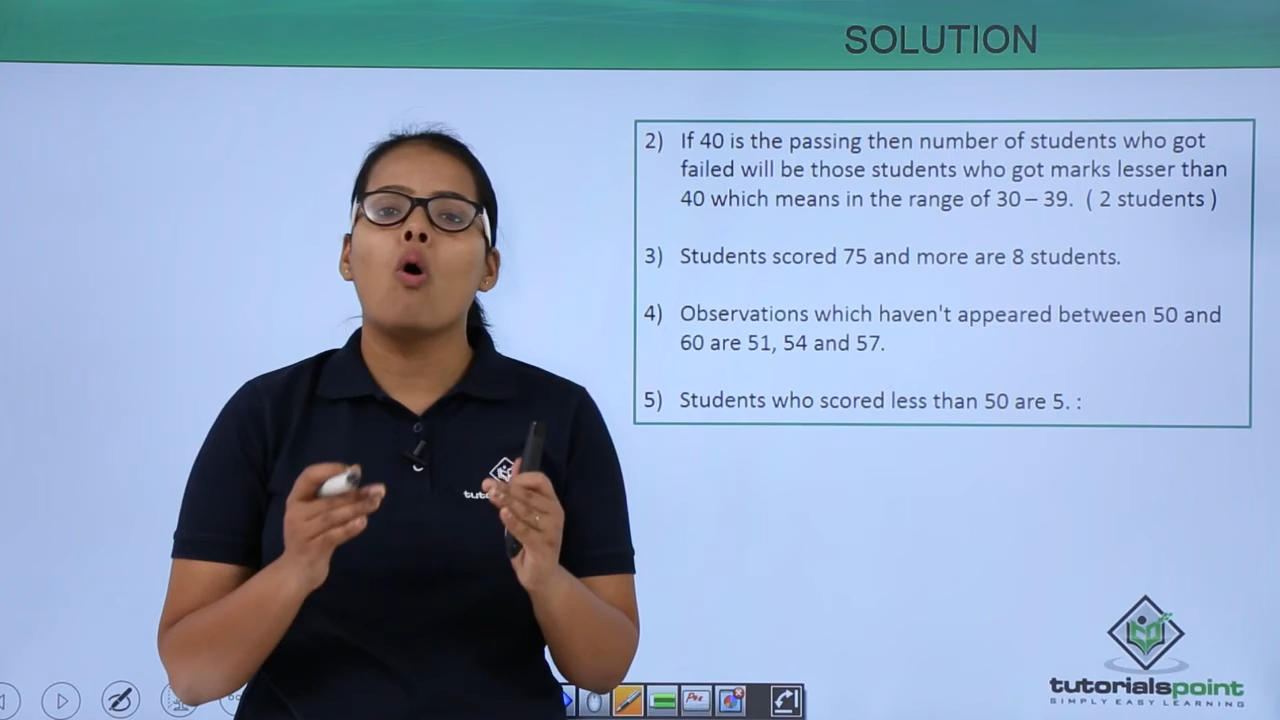 SOLUTION
2) If 40 is the passing then number of students who got
failed will be those students who got marks lesser than
40 which means in the range of 30 – 39. ( 2 students )
3) Students scored 75 and more are 8 students.
4) Observations which haven't appeared between 50 and
60 are 51, 54 and 57.
5) Students who scored less than 50 are 5. :
tutorialspoint
SIMPLY EASY LEARNING